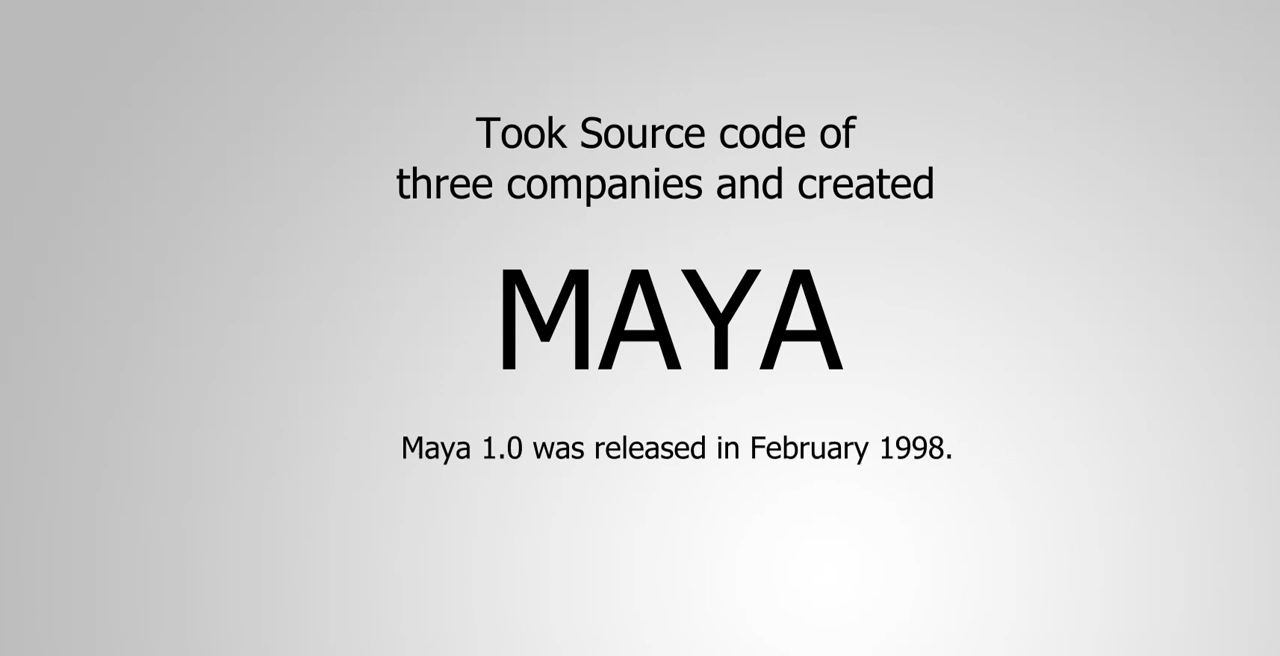 Took Source code of
three companies and created
MAYA
Maya 1.0 was released in February 1998.